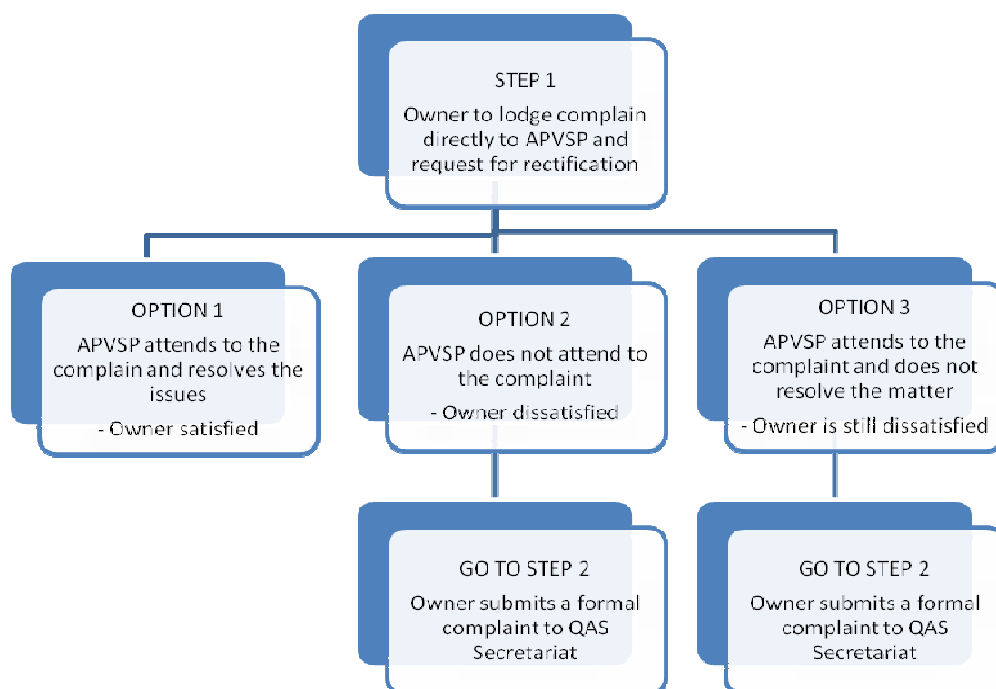 STEP 1
Owner to lodge complain
directly to APVSP and
request for rectification
OPTION 1
APVSP attends to the
complain and resolves the
issues
- Owner satisfied
OPTION 2
APVSP does not attend to
the complaint
- Owner dissatisfied
OPTION 3
APVSP attends to the
complaint and does not
resolve the matter
- Owner is still dissatisfied
GO TO STEP 2
Owner submits a formal
complaint to QAS
Secretariat
GO TO STEP 2
Owner submits a formal
complaint to QAS
Secretariat